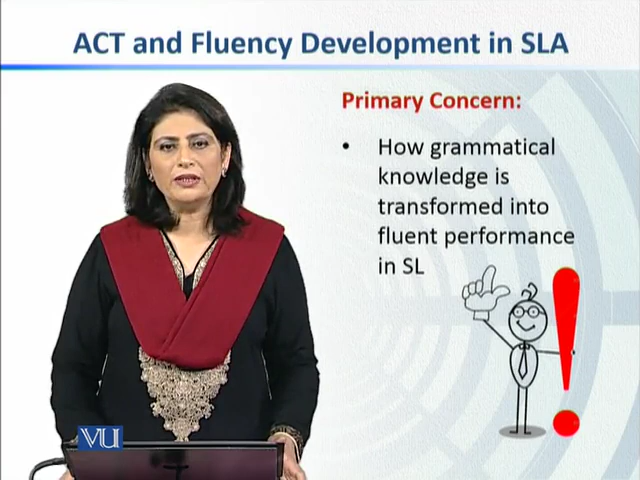 ACT and Fluency Development in SLA
Primary Concern:
• How grammatical
knowledge is
transformed into
fluent performance
in SL
VU